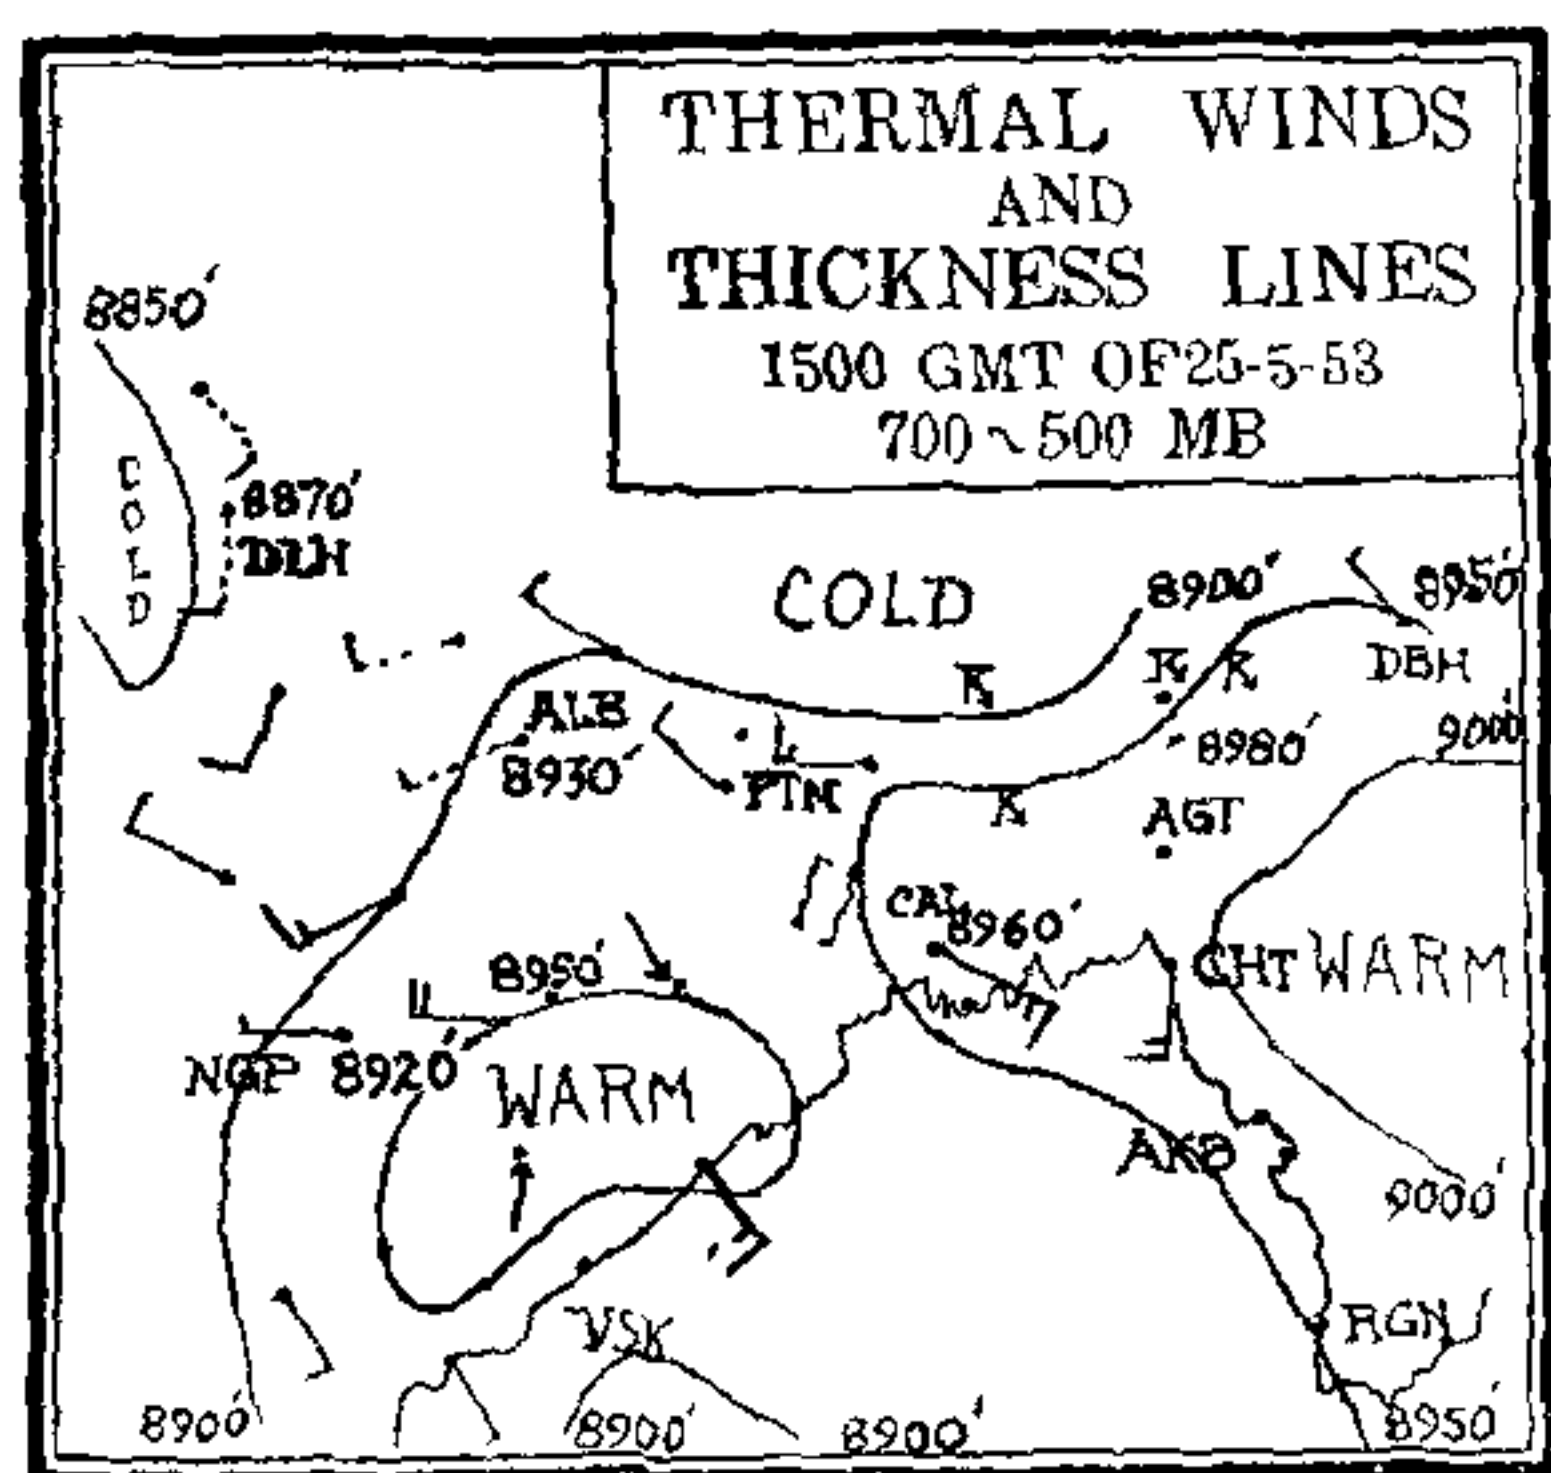 THERMAL WINDS
AND
THICKNESS LINES
1500 GMT OF 25-5-53
700~500 MB
8850'
COLD
8870'
DLH
COLD
8900'
8950'
DBH
ALB
8930'
PTN
8980'
9000'
AGT
CAL
8960'
8950'
CHT
WARM
NGP
8920'
WARM
AKB
9000'
VSK
RGN
8900'
8900'
8900'
8950'